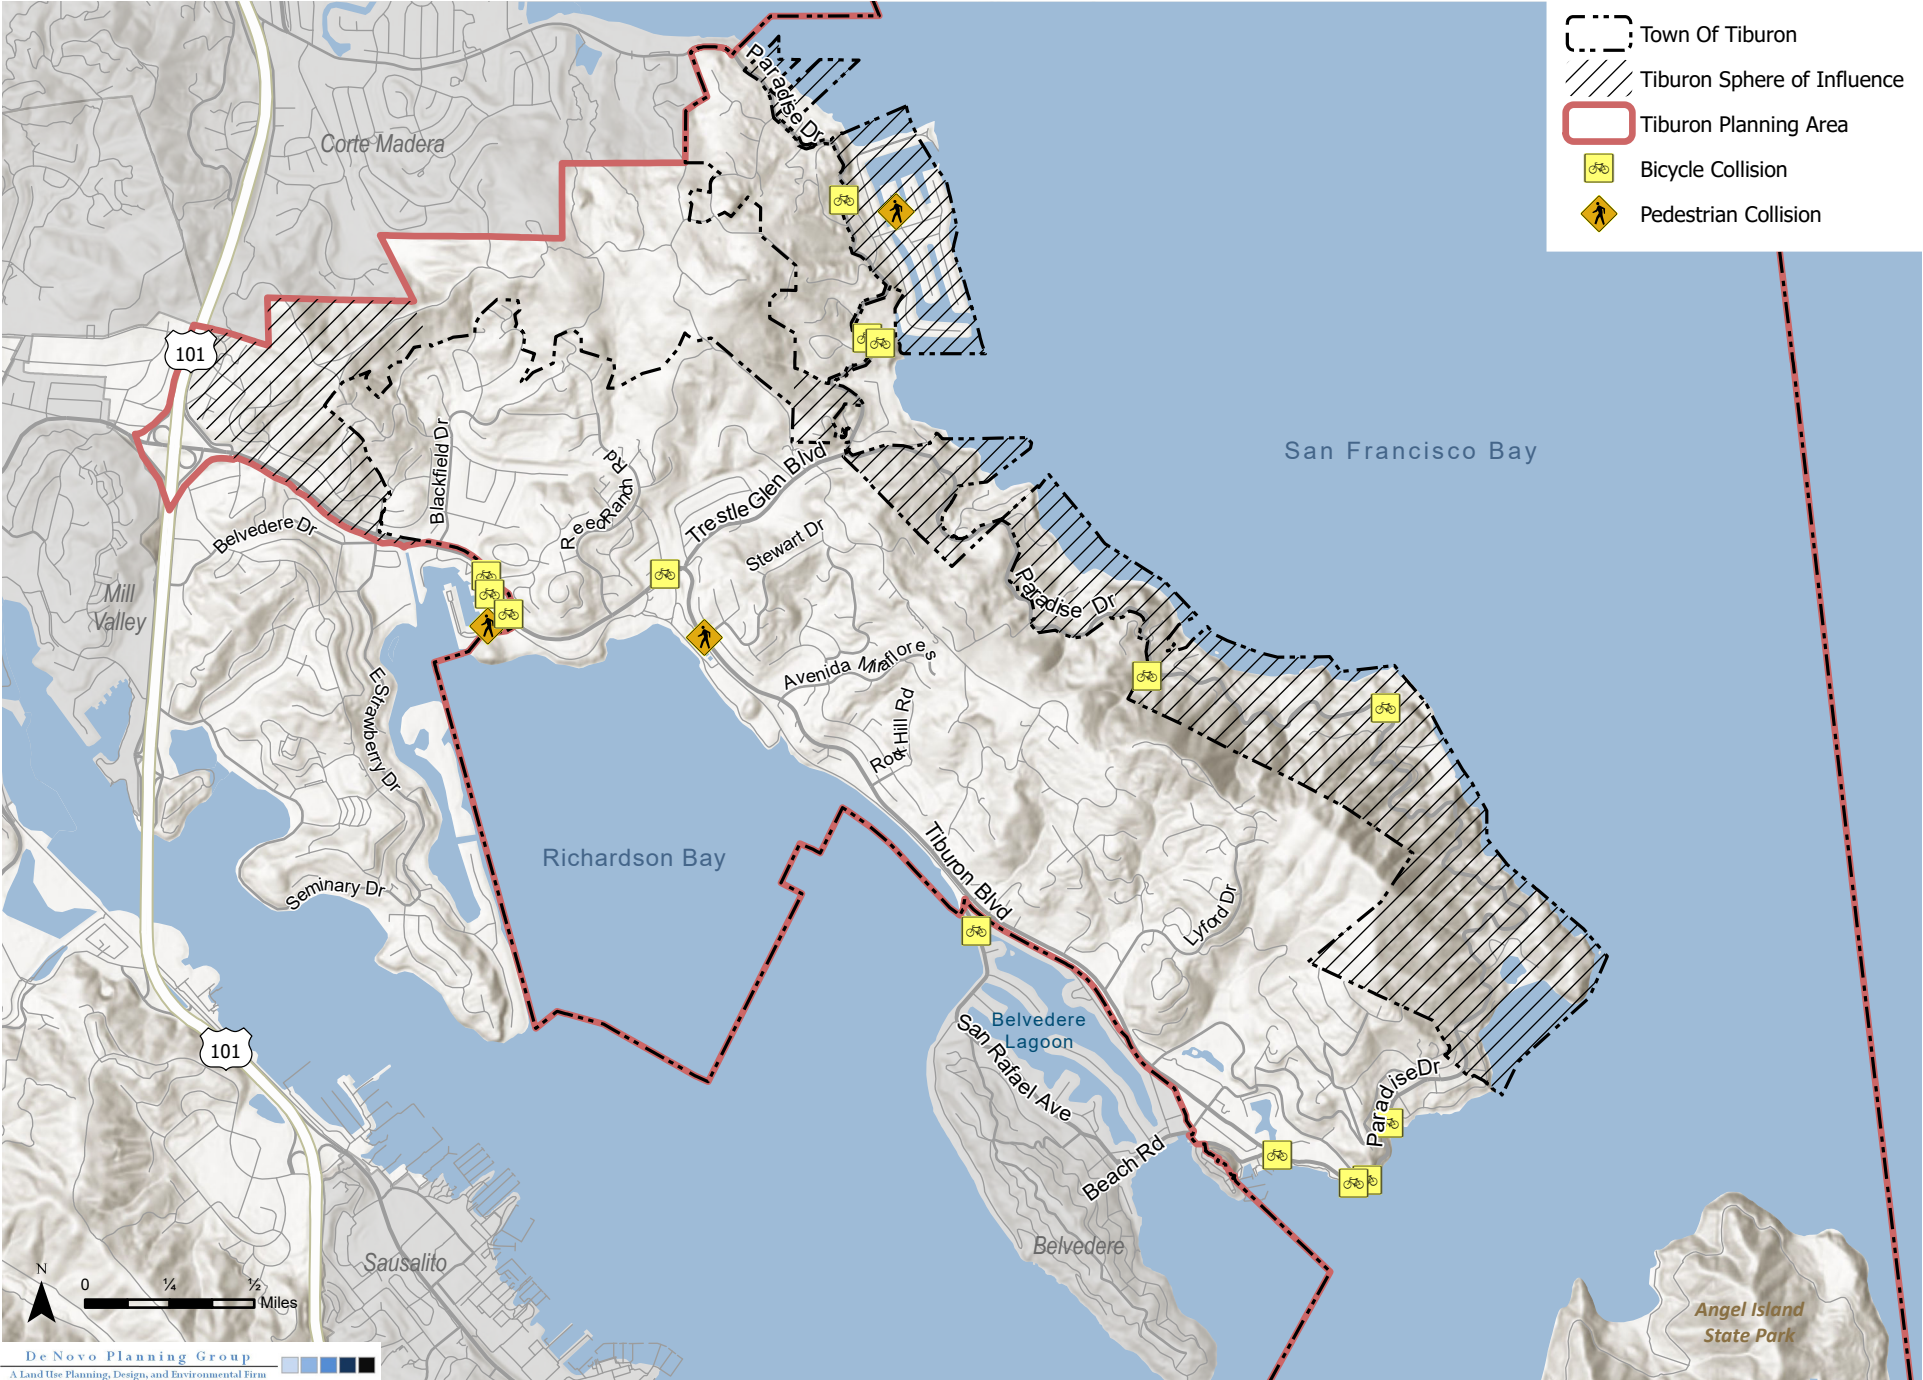 Town Of Tiburon
Tiburon Sphere of Influence
Tiburon Planning Area
Bicycle Collision
Pedestrian Collision
Paradise Dr
Corte Madera
101
San Francisco Bay
Blackfield Dr
Reed Ranch Rd
Trestle Glen Blvd
Stewart Dr
Belvedere Dr
Mill
Valley
Paradise Dr
Avenida Miraflores
E Strawberry Dr
Rock Hill Rd
Richardson Bay
Tiburon Blvd
Seminary Dr
Lyford Dr
Belvedere
Lagoon
San Rafael Ave
101
Paradise Dr
Beach Rd
Belvedere
Sausalito
Angel Island
State Park
N
0 ¼ ½
Miles
De Novo Planning Group
A Land Use Planning, Design, and Environmental Firm